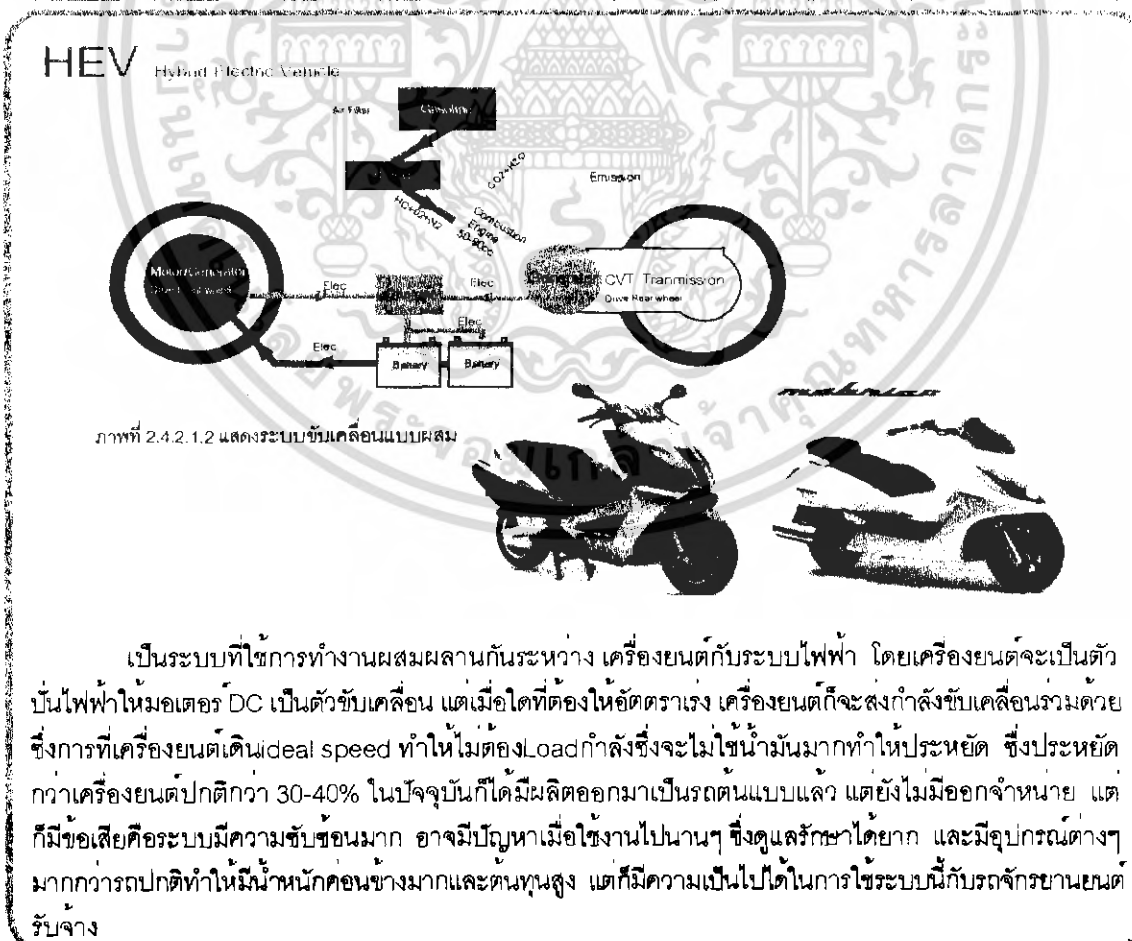 HEV Hybrid Electric Vehicle
Air Filter
Gasoline
CO2+H2O
Emission
HC+O2+N2
Combustion
Engine
50-90cc
Motor/Generator
Elec
Elec
CVT Tranmission
Drive Rear wheel
Elec
Elec
Battery
Battery
ภาพที่ 2.4.2.1.2 แสดงระบบขับเคลื่อนแบบผสม
เป็นระบบที่ใช้การทำงานผสมผลานกันระหว่าง เครื่องยนต์กับระบบไฟฟ้า โดยเครื่องยนต์จะเป็นตัว
ปั่นไฟฟ้าให้มอเตอร์ DC เป็นตัวขับเคลื่อน แต่เมื่อใดที่ต้องให้อัตตราเร่ง เครื่องยนต์ก็จะส่งกำลังขับเคลื่อนร่วมด้วย
ซึ่งการที่เครื่องยนต์เดินideal speed ทำให้ไม่ต้องLoadกำลังซึ่งจะไม่ใช้น้ำมันมากทำให้ประหยัด ซึ่งประหยัด
กว่าเครื่องยนต์ปกติกว่า 30-40% ในปัจจุบันก็ได้มีผลิตออกมาเป็นรถต้นแบบแล้ว แต่ยังไม่มีออกจำหน่าย แต่
ก็มีข้อเสียคือระบบมีความซับซ้อนมาก อาจมีปัญหาเมื่อใช้งานไปนานๆ ซึ่งดูแลรักษาได้ยาก และมีอุปกรณ์ต่างๆ
มากกว่ารถปกติทำให้มีน้ำหนักค่อนข้างมากและต้นทุนสูง แต่ก็มีความเป็นไปได้ในการใช้ระบบนี้กับรถจักรยานยนต์
รับจ้าง